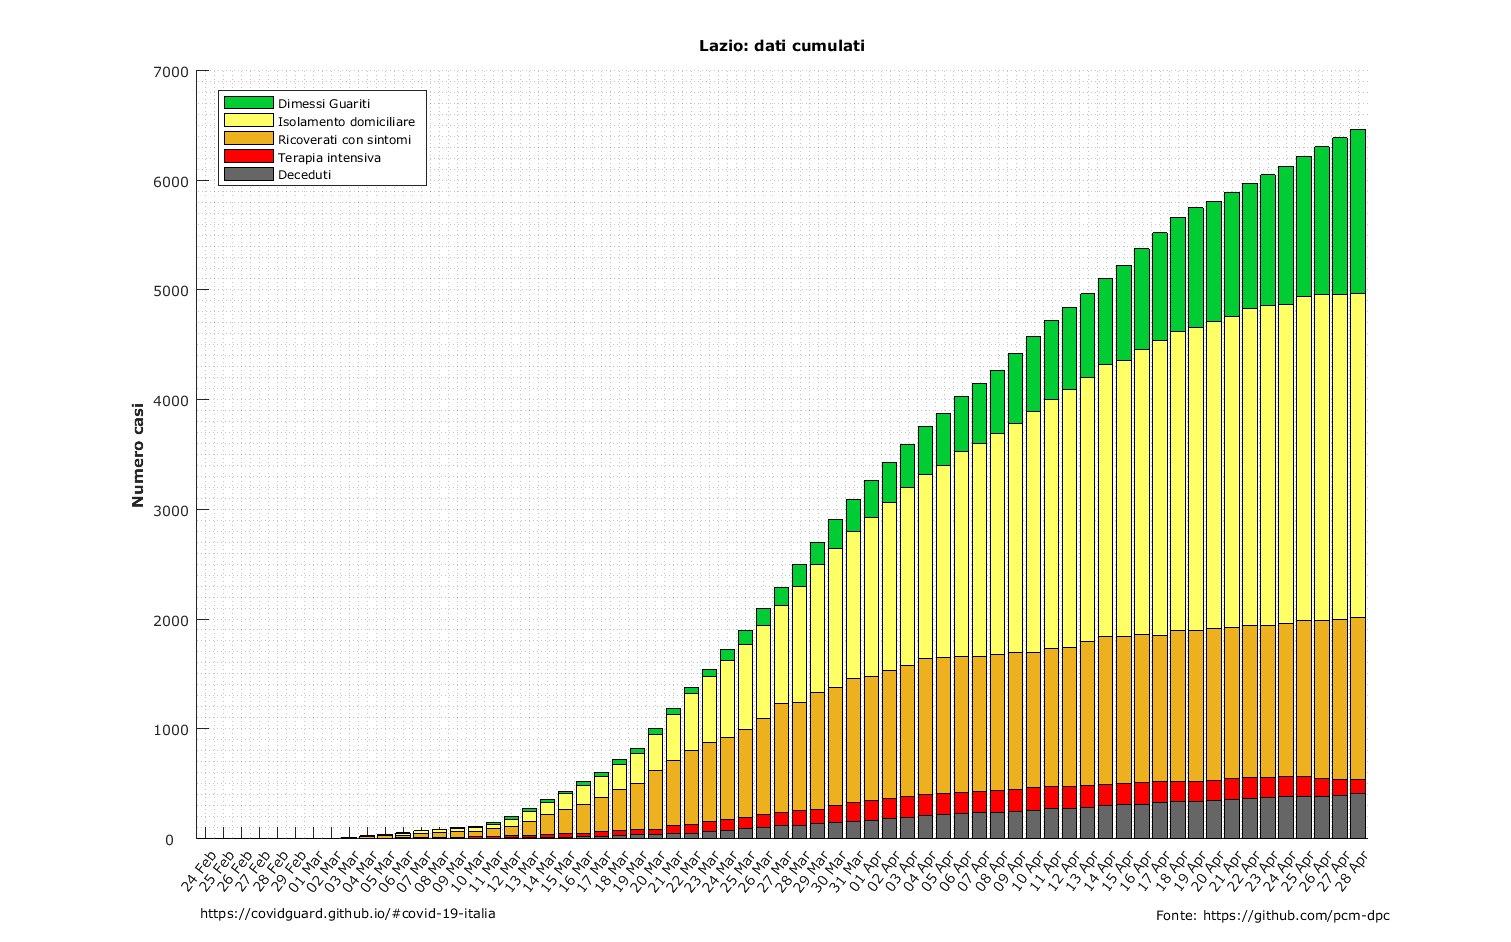 Lazio: dati cumulati
7000
6000
5000
4000
3000
2000
1000
0
Numero casi
Dimessi Guariti
Isolamento domiciliare
Ricoverati con sintomi
Terapia intensiva
Deceduti
24 Feb
25 Feb
26 Feb
27 Feb
28 Feb
29 Feb
01 Mar
02 Mar
03 Mar
04 Mar
05 Mar
06 Mar
07 Mar
08 Mar
09 Mar
10 Mar
11 Mar
12 Mar
13 Mar
14 Mar
15 Mar
16 Mar
17 Mar
18 Mar
19 Mar
20 Mar
21 Mar
22 Mar
23 Mar
24 Mar
25 Mar
26 Mar
27 Mar
28 Mar
29 Mar
30 Mar
31 Mar
01 Apr
02 Apr
03 Apr
04 Apr
05 Apr
06 Apr
07 Apr
08 Apr
09 Apr
10 Apr
11 Apr
12 Apr
13 Apr
14 Apr
15 Apr
16 Apr
17 Apr
18 Apr
19 Apr
20 Apr
21 Apr
22 Apr
23 Apr
24 Apr
25 Apr
26 Apr
27 Apr
28 Apr
https://covidguard.github.io/#covid-19-italia
Fonte: https://github.com/pcm-dpc